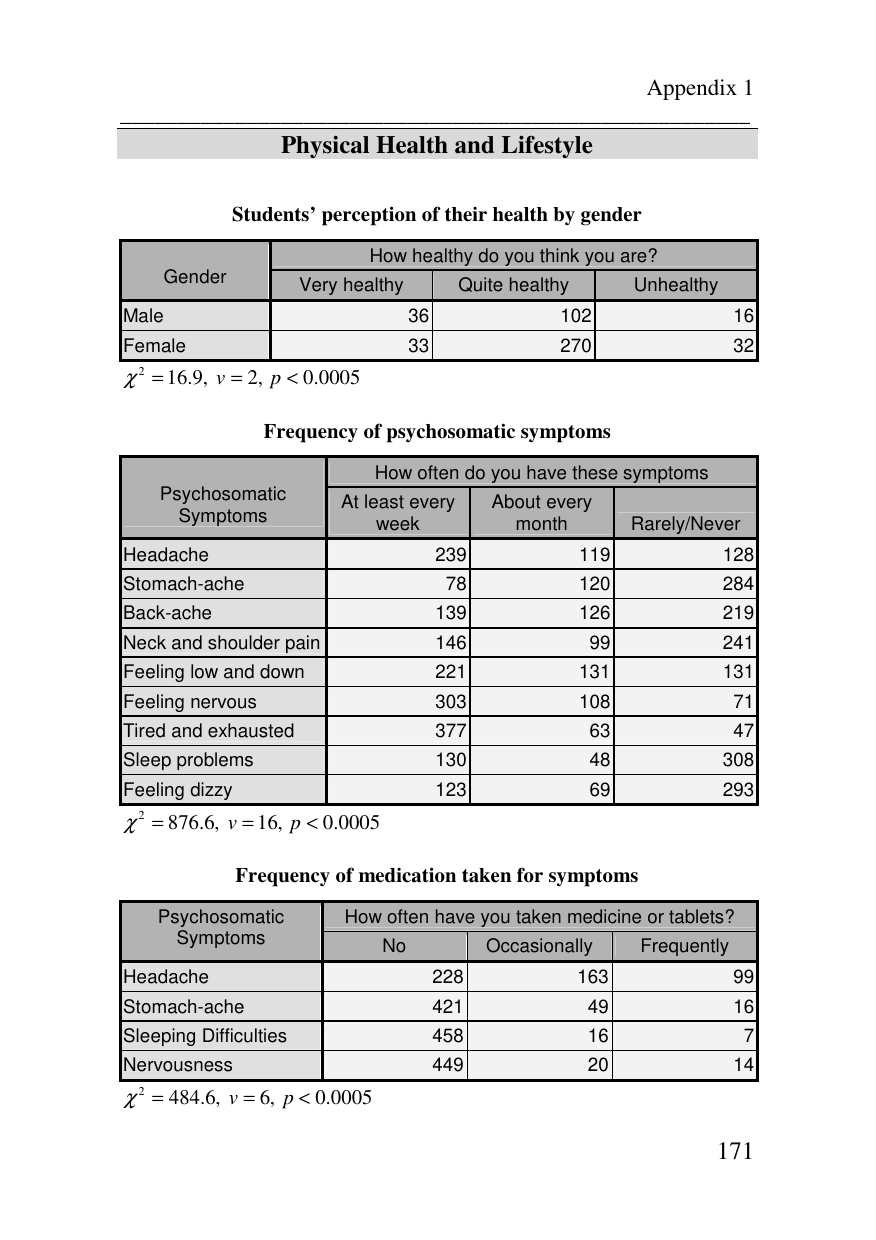 Appendix 1
Physical Health and Lifestyle
Students’ perception of their health by gender
Gender How healthy do you think you are?
Very healthy Quite healthy Unhealthy
Male 36 102 16
Female 33 270 32
χ² = 16.9, v = 2, p < 0.0005
Frequency of psychosomatic symptoms
Psychosomatic Symptoms How often do you have these symptoms
At least every week About every month Rarely/Never
Headache 239 119 128
Stomach-ache 78 120 284
Back-ache 139 126 219
Neck and shoulder pain 146 99 241
Feeling low and down 221 131 131
Feeling nervous 303 108 71
Tired and exhausted 377 63 47
Sleep problems 130 48 308
Feeling dizzy 123 69 293
χ² = 876.6, v = 16, p < 0.0005
Frequency of medication taken for symptoms
Psychosomatic Symptoms How often have you taken medicine or tablets?
No Occasionally Frequently
Headache 228 163 99
Stomach-ache 421 49 16
Sleeping Difficulties 458 16 7
Nervousness 449 20 14
χ² = 484.6, v = 6, p < 0.0005
171